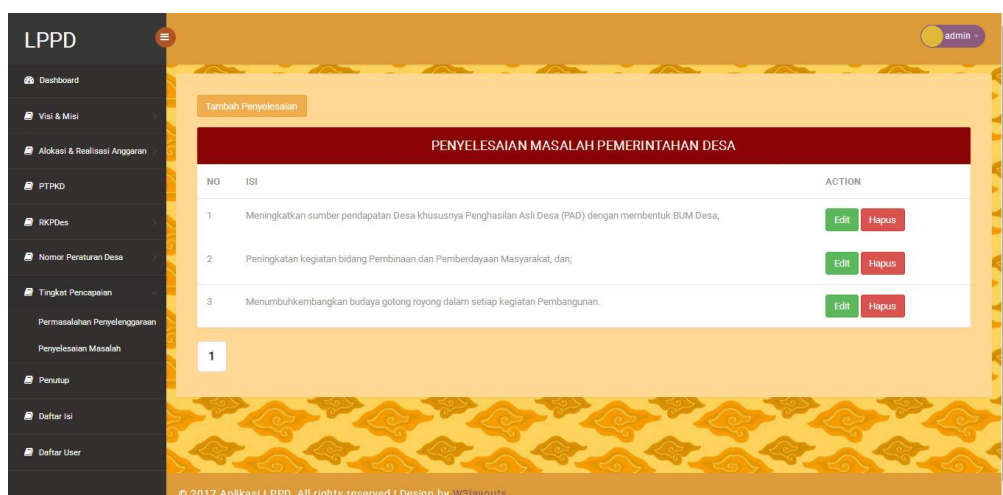 LPPD
admin
Dashboard
Visi & Misi
Alokasi & Realisasi Anggaran
PTPKD
RKPDes
Nomor Peraturan Desa
Tingkat Pencapaian
Permasalahan Penyelenggaraan
Penyelesaian Masalah
Penutup
Daftar Isi
Daftar User
Tambah Penyelesaian
PENYELESAIAN MASALAH PEMERINTAHAN DESA
NO ISI ACTION
1 Meningkatkan sumber pendapatan Desa khususnya Penghasilan Asli Desa (PAD) dengan membentuk BUM Desa; Edit Hapus
2 Peningkatan kegiatan bidang Pembinaan dan Pemberdayaan Masyarakat, dan; Edit Hapus
3 Menumbuhkembangkan budaya gotong royong dalam setiap kegiatan Pembangunan. Edit Hapus
1
© 2017 Aplikasi LPPD. All rights reserved | Design by W3layouts